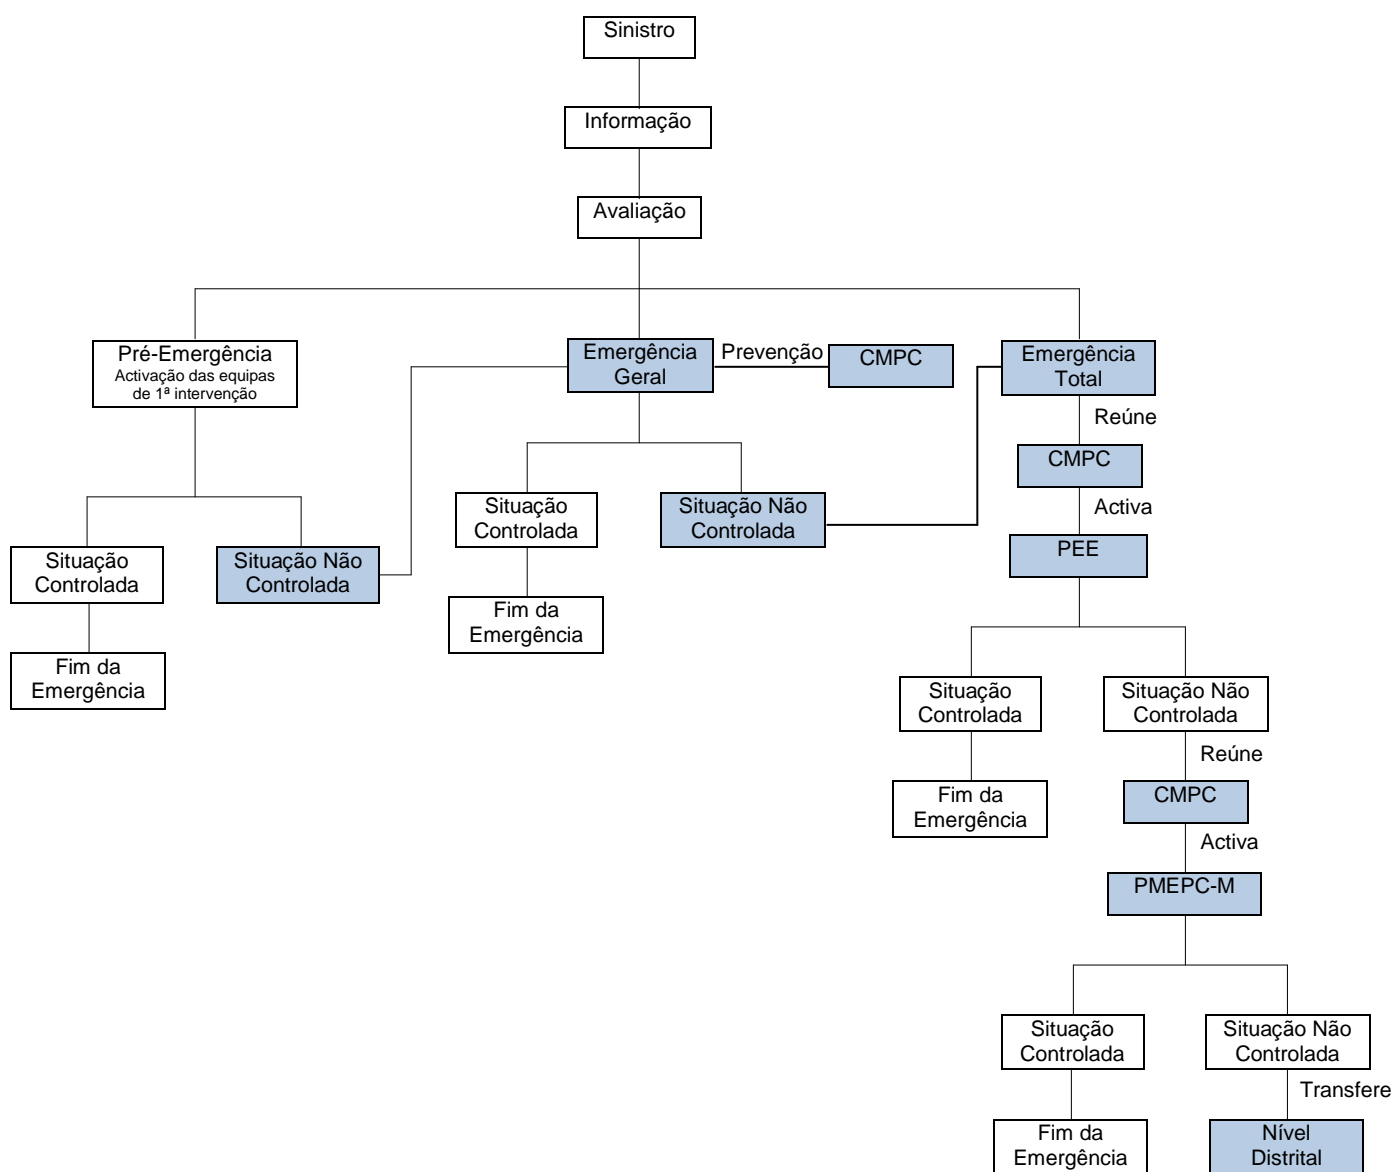 Sinistro
Informação
Avaliação
Pré-Emergência
Activação das equipas
de 1ª intervenção
Emergência
Geral
Prevenção
CMPC
Emergência
Total
Reúne
CMPC
Activa
PEE
Situação
Controlada
Situação Não
Controlada
Situação
Controlada
Situação Não
Controlada
Fim da
Emergência
Fim da
Emergência
Situação
Controlada
Situação Não
Controlada
Reúne
Fim da
Emergência
CMPC
Activa
PMEPC-M
Situação
Controlada
Situação Não
Controlada
Transfere
Fim da
Emergência
Nível
Distrital